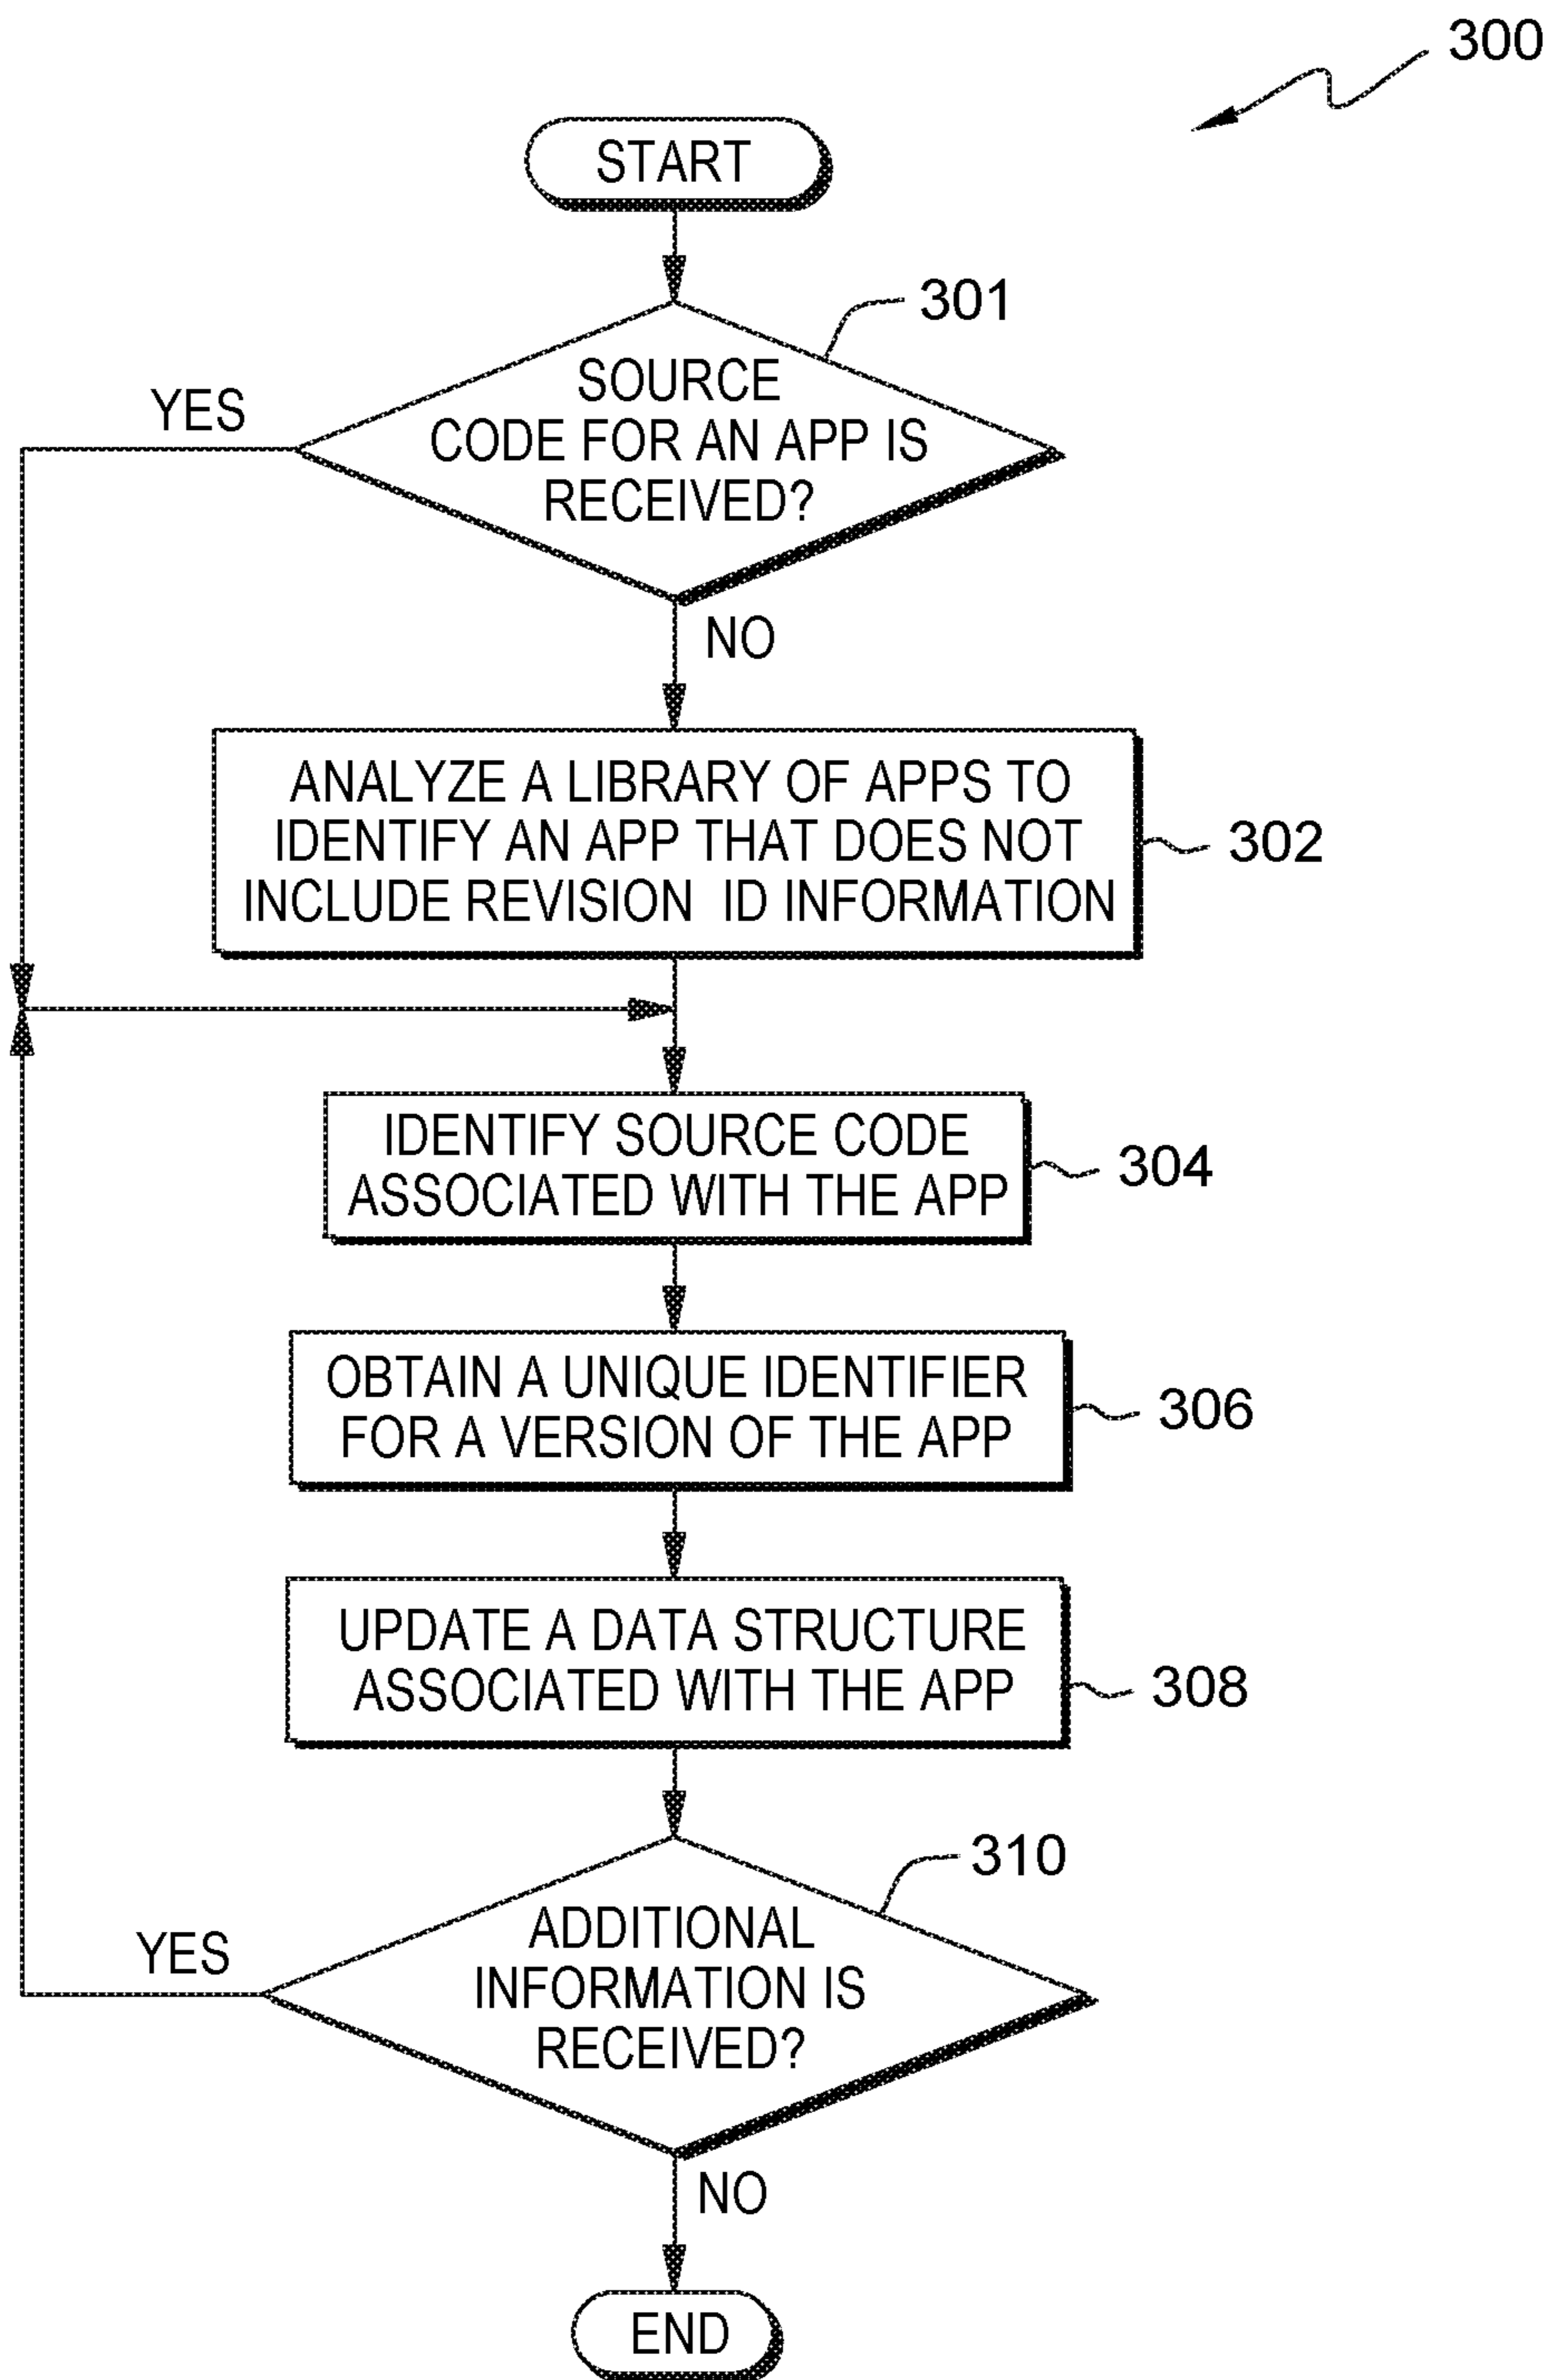 300
START
301
YES
SOURCE
CODE FOR AN APP IS
RECEIVED?
NO
ANALYZE A LIBRARY OF APPS TO
IDENTIFY AN APP THAT DOES NOT
INCLUDE REVISION ID INFORMATION
302
IDENTIFY SOURCE CODE
ASSOCIATED WITH THE APP
304
OBTAIN A UNIQUE IDENTIFIER
FOR A VERSION OF THE APP
306
UPDATE A DATA STRUCTURE
ASSOCIATED WITH THE APP
308
310
YES
ADDITIONAL
INFORMATION IS
RECEIVED?
NO
END